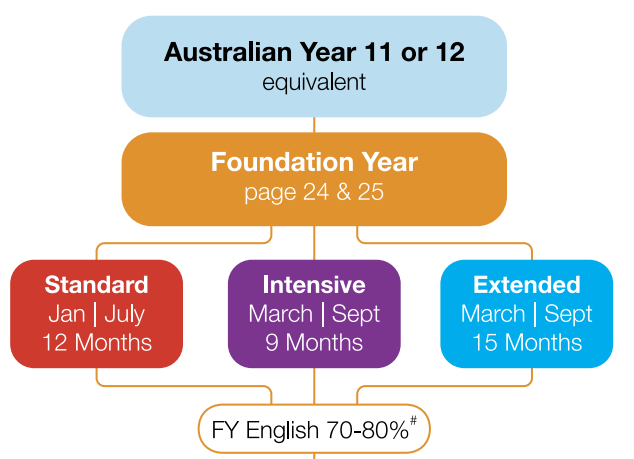 Australian Year 11 or 12
equivalent
Foundation Year
page 24 & 25
Standard
Jan | July
12 Months
Intensive
March | Sept
9 Months
Extended
March | Sept
15 Months
FY English 70-80%#